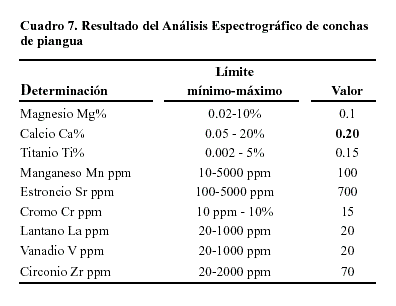 Cuadro 7. Resultado del Análisis Espectrográfico de conchas
de piangua
Límite
Determinación mínimo-máximo Valor
Magnesio Mg% 0.02-10% 0.1
Calcio Ca% 0.05 - 20% 0.20
Titanio Ti% 0.002 - 5% 0.15
Manganeso Mn ppm 10-5000 ppm 100
Estroncio Sr ppm 100-5000 ppm 700
Cromo Cr ppm 10 ppm - 10% 15
Lantano La ppm 20-1000 ppm 20
Vanadio V ppm 20-1000 ppm 20
Circonio Zr ppm 20-2000 ppm 70